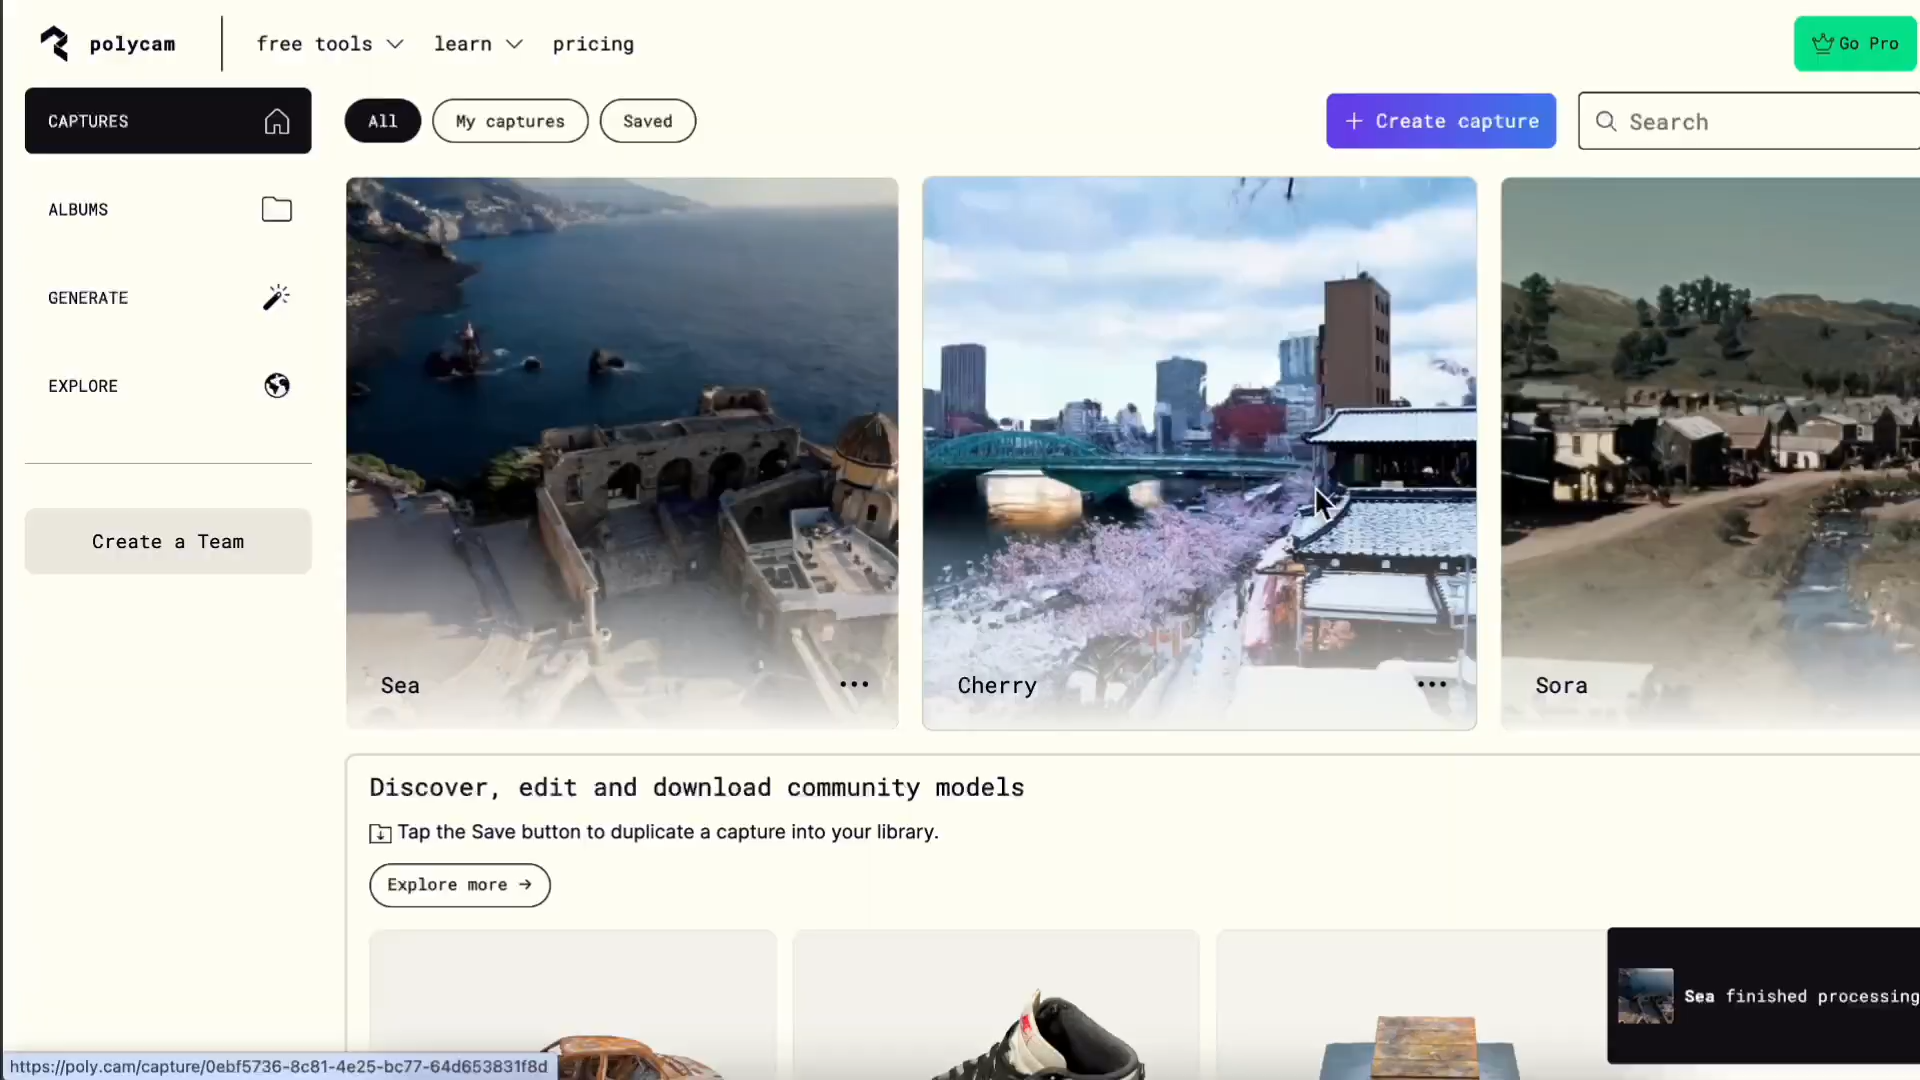 polycam
free tools
learn
pricing
Go Pro
CAPTURES
All
My captures
Saved
+ Create capture
Search
ALBUMS
GENERATE
EXPLORE
Create a Team
Sea
Cherry
Sora
Discover, edit and download community models
Tap the Save button to duplicate a capture into your library.
Explore more →
Sea finished processing
https://poly.cam/capture/0ebf5736-8c81-4e25-bc77-64d653831f8d